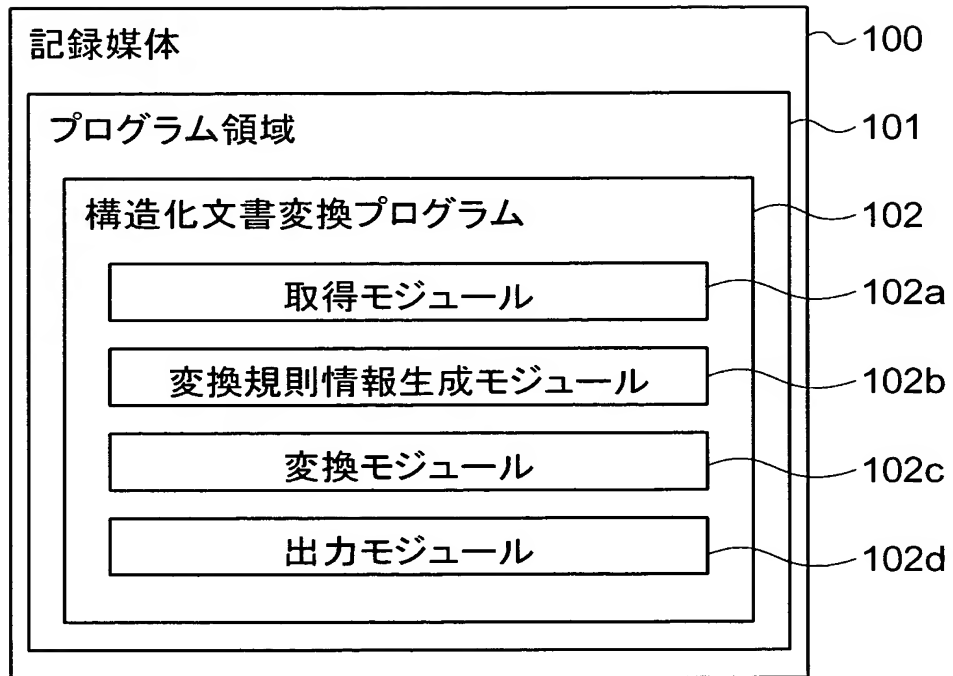 記録媒体
100
プログラム領域
101
構造化文書変換プログラム
102
取得モジュール
102a
変換規則情報生成モジュール
102b
変換モジュール
102c
出力モジュール
102d